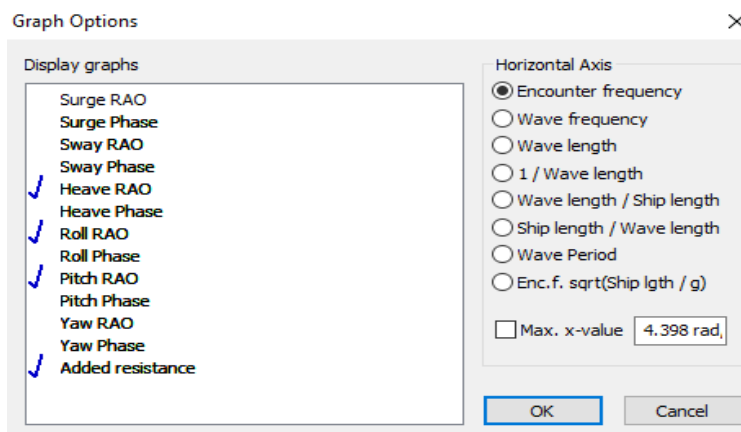 Graph Options
Display graphs
Surge RAO
Surge Phase
Sway RAO
Sway Phase
Heave RAO
Heave Phase
Roll RAO
Roll Phase
Pitch RAO
Pitch Phase
Yaw RAO
Yaw Phase
Added resistance
Horizontal Axis
Encounter frequency
Wave frequency
Wave length
1 / Wave length
Wave length / Ship length
Ship length / Wave length
Wave Period
Enc.f. sqrt(Ship lgth / g)
Max. x-value 4.398 rad,
OK Cancel